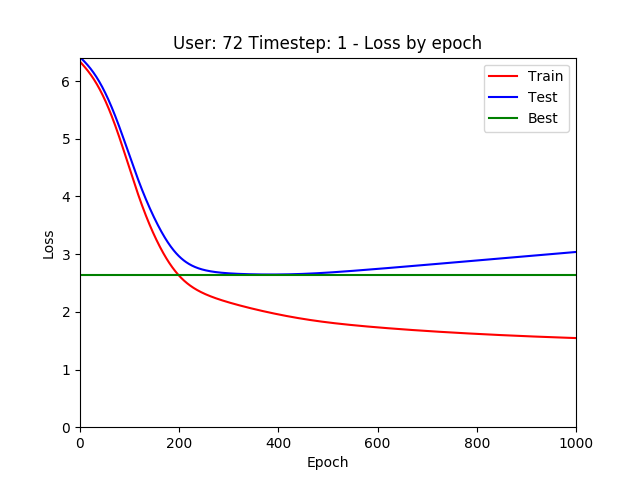 User: 72 Timestep: 1 - Loss by epoch
Train
Test
Best
6
5
4
3
2
1
0
Loss
0 200 400 600 800 1000
Epoch